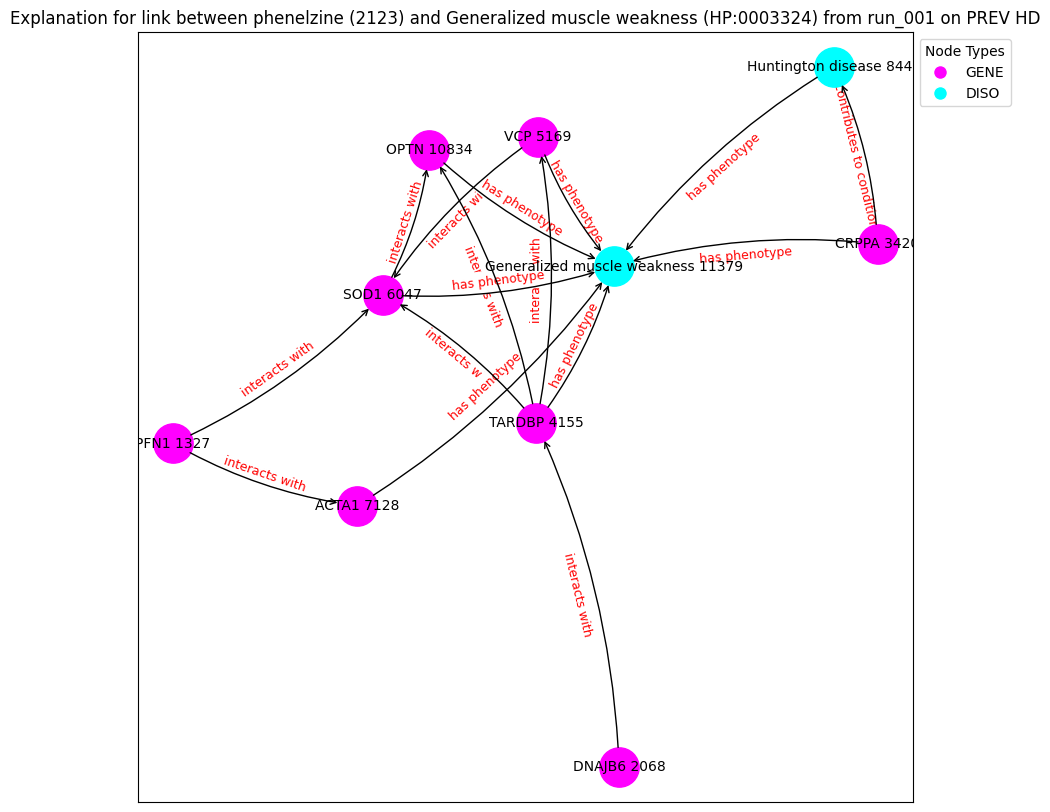 Explanation for link between phenelzine (2123) and Generalized muscle weakness (HP:0003324) from run_001 on PREV HD
Node Types
GENE
DISO
Huntington disease 844
contributes to condition
has phenotype
VCP 5169
OPTN 10834
has phenotype
has phenotype
interacts with
interacts wi
CRPPA 3420
has phenotype
interacts with
interacts with
Generalized muscle weakness 11379
has phenotype
SOD1 6047
interacts w
has phenotype
interacts with
has phenotype
TARDBP 4155
PFN1 1327
interacts with
ACTA1 7128
interacts with
DNAJB6 2068